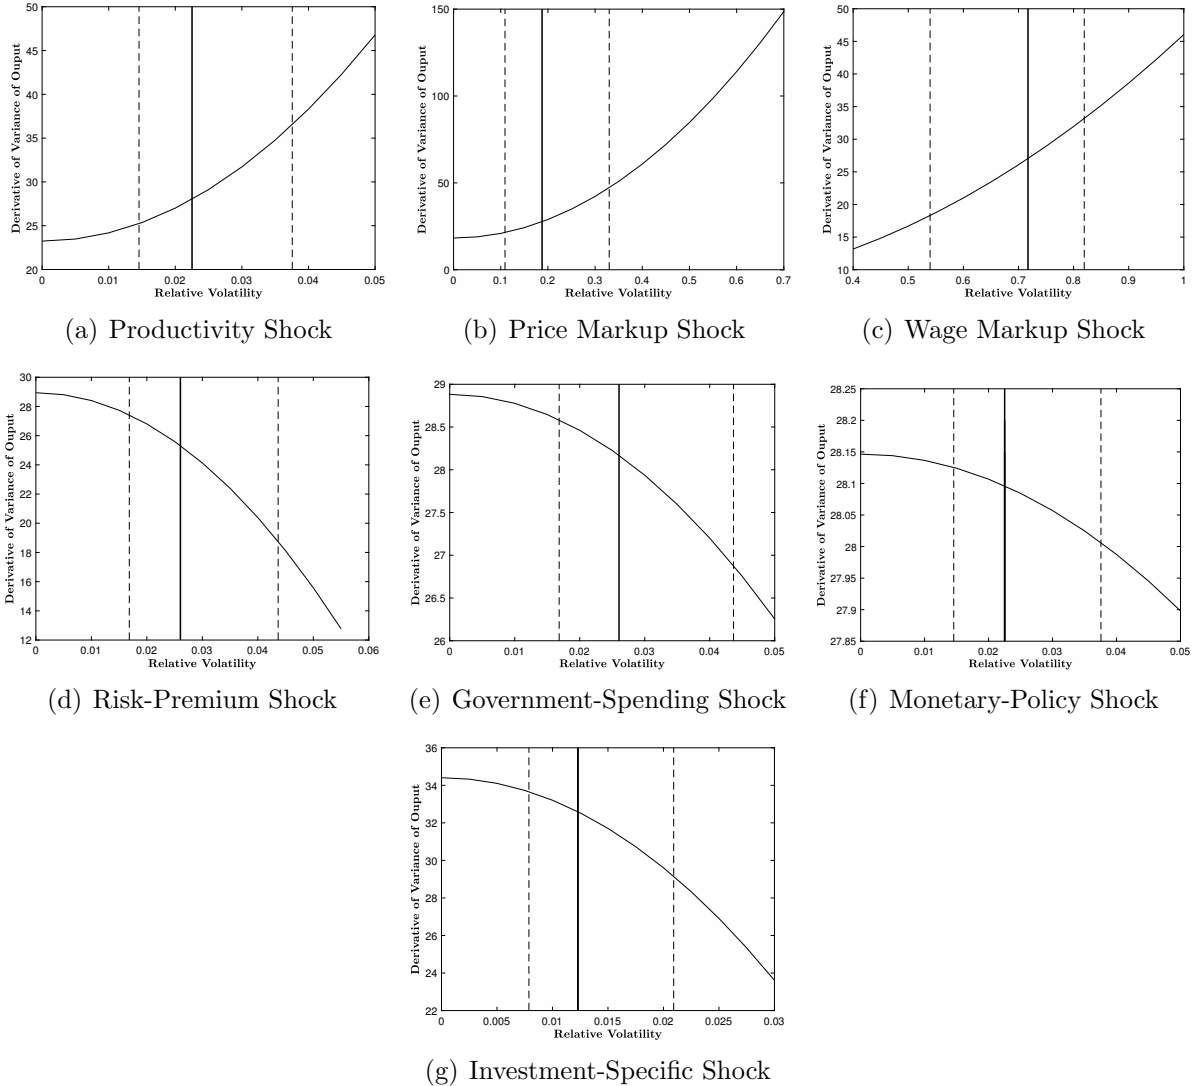 50
45
40
35
30
25
20
0 0.01 0.02 0.03 0.04 0.05
Derivative of Variance of Ouput
Relative Volatility
(a) Productivity Shock
150
100
50
0
0 0.1 0.2 0.3 0.4 0.5 0.6 0.7
Derivative of Variance of Ouput
Relative Volatility
(b) Price Markup Shock
50
45
40
35
30
25
20
15
10
0.4 0.5 0.6 0.7 0.8 0.9 1
Derivative of Variance of Ouput
Relative Volatility
(c) Wage Markup Shock
30
28
26
24
22
20
18
16
14
12
0 0.01 0.02 0.03 0.04 0.05 0.06
Derivative of Variance of Ouput
Relative Volatility
(d) Risk-Premium Shock
29
28.5
28
27.5
27
26.5
26
0 0.01 0.02 0.03 0.04 0.05
Derivative of Variance of Ouput
Relative Volatility
(e) Government-Spending Shock
28.25
28.2
28.15
28.1
28.05
28
27.95
27.9
27.85
0 0.01 0.02 0.03 0.04 0.05
Derivative of Variance of Ouput
Relative Volatility
(f) Monetary-Policy Shock
36
34
32
30
28
26
24
22
0 0.005 0.01 0.015 0.02 0.025 0.03
Derivative of Variance of Ouput
Relative Volatility
(g) Investment-Specific Shock